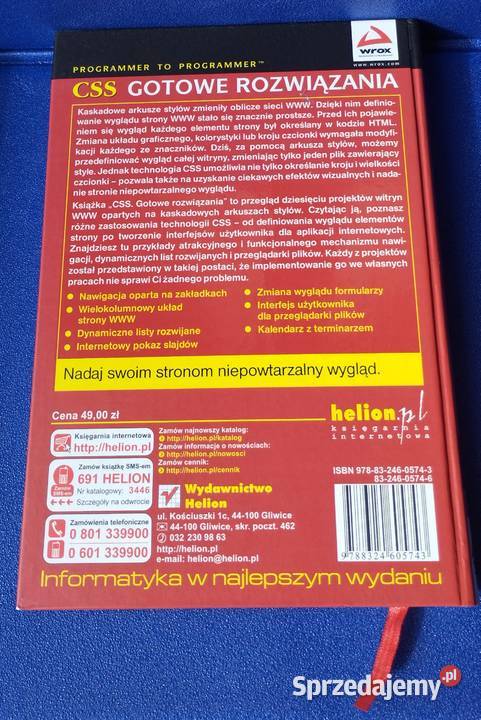 PROGRAMMER TO PROGRAMMER™
wrox
www.wrox.com
CSS GOTOWE ROZWIĄZANIA
Kaskadowe arkusze stylów zmieniły oblicze sieci WWW. Dzięki nim definio-
wanie wyglądu strony WWW stało się znacznie prostsze. Przed ich pojawie-
niem się wygląd każdego elementu strony był określany w kodzie HTML.
Zmiana układu graficznego, kolorystyki lub kroju czcionki wymagała modyfi-
kacji każdego ze znaczników. Dziś, za pomocą arkusza stylów, możemy
przedefiniować wygląd całej witryny, zmieniając tylko jeden plik zawierający
style. Jednak technologia CSS umożliwia nie tylko określanie kroju i wielkości
czcionki – pozwala także na uzyskanie ciekawych efektów wizualnych i nada-
nie stronie niepowtarzalnego wyglądu.
Książka „CSS. Gotowe rozwiązania" to przegląd dziesięciu projektów witryn
WWW opartych na kaskadowych arkuszach stylów. Czytając ją, poznasz
różne zastosowania technologii CSS – od definiowania wyglądu elementów
strony po tworzenie interfejsów użytkownika dla aplikacji internetowych.
Znajdziesz tu przykłady atrakcyjnego i funkcjonalnego mechanizmu nawi-
gacji, dynamicznych list rozwijanych i przeglądarki plików. Każdy z projektów
został przedstawiony w takiej postaci, że implementowanie go we własnych
pracach nie sprawi Ci żadnego problemu.
Nawigacja oparta na zakładkach
Wielokolumnowy układ
strony WWW
Dynamiczne listy rozwijane
Internetowy pokaz slajdów
Zmiana wyglądu formularzy
Interfejs użytkownika
dla przeglądarki plików
Kalendarz z terminarzem
Nadaj swoim stronom niepowtarzalny wygląd.
Cena 49,00 zł
helion.pl
księgarnia
internetowa
Księgarnia internetowa
http://helion.pl
Zamów książkę SMS-em
691 HELION
Nr katalogowy: 3446
Szczegóły na odwrocie
Zamów SMS-em
Zamówienia telefoniczne
0 801 339900
0 601 339900
Zamów najnowszy katalog:
http://helion.pl/katalog
Zamów informacje o nowościach:
http://helion.pl/nowosci
Zamów cennik:
http://helion.pl/cennik
Wydawnictwo
Helion
ul. Kościuszki 1c, 44-100 Gliwice
44-100 Gliwice, skr. poczt. 462
032 230 98 63
http://helion.pl
e-mail: helion@helion.pl
ISBN 978-83-246-0574-3
83-246-0574-6
9788324605743
Informatyka w najlepszym wydaniu
Sprzedajemy.pl